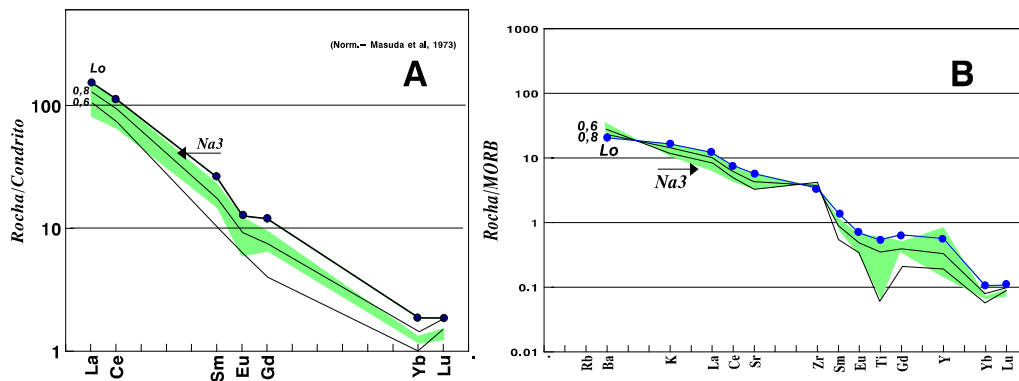 (Norm.– Masuda et al, 1973)
A
Rocha/Condrito
100
10
1
Lo
0,8
0,6
Na3
La
Ce
Sm
Eu
Gd
Yb
Lu
B
Rocha/MORB
1000
100
10
1
0.1
0.01
0,6
0,8
Lo
Na3
Rb
Ba
K
La
Ce
Sr
Zr
Sm
Eu
Ti
Gd
Y
Yb
Lu